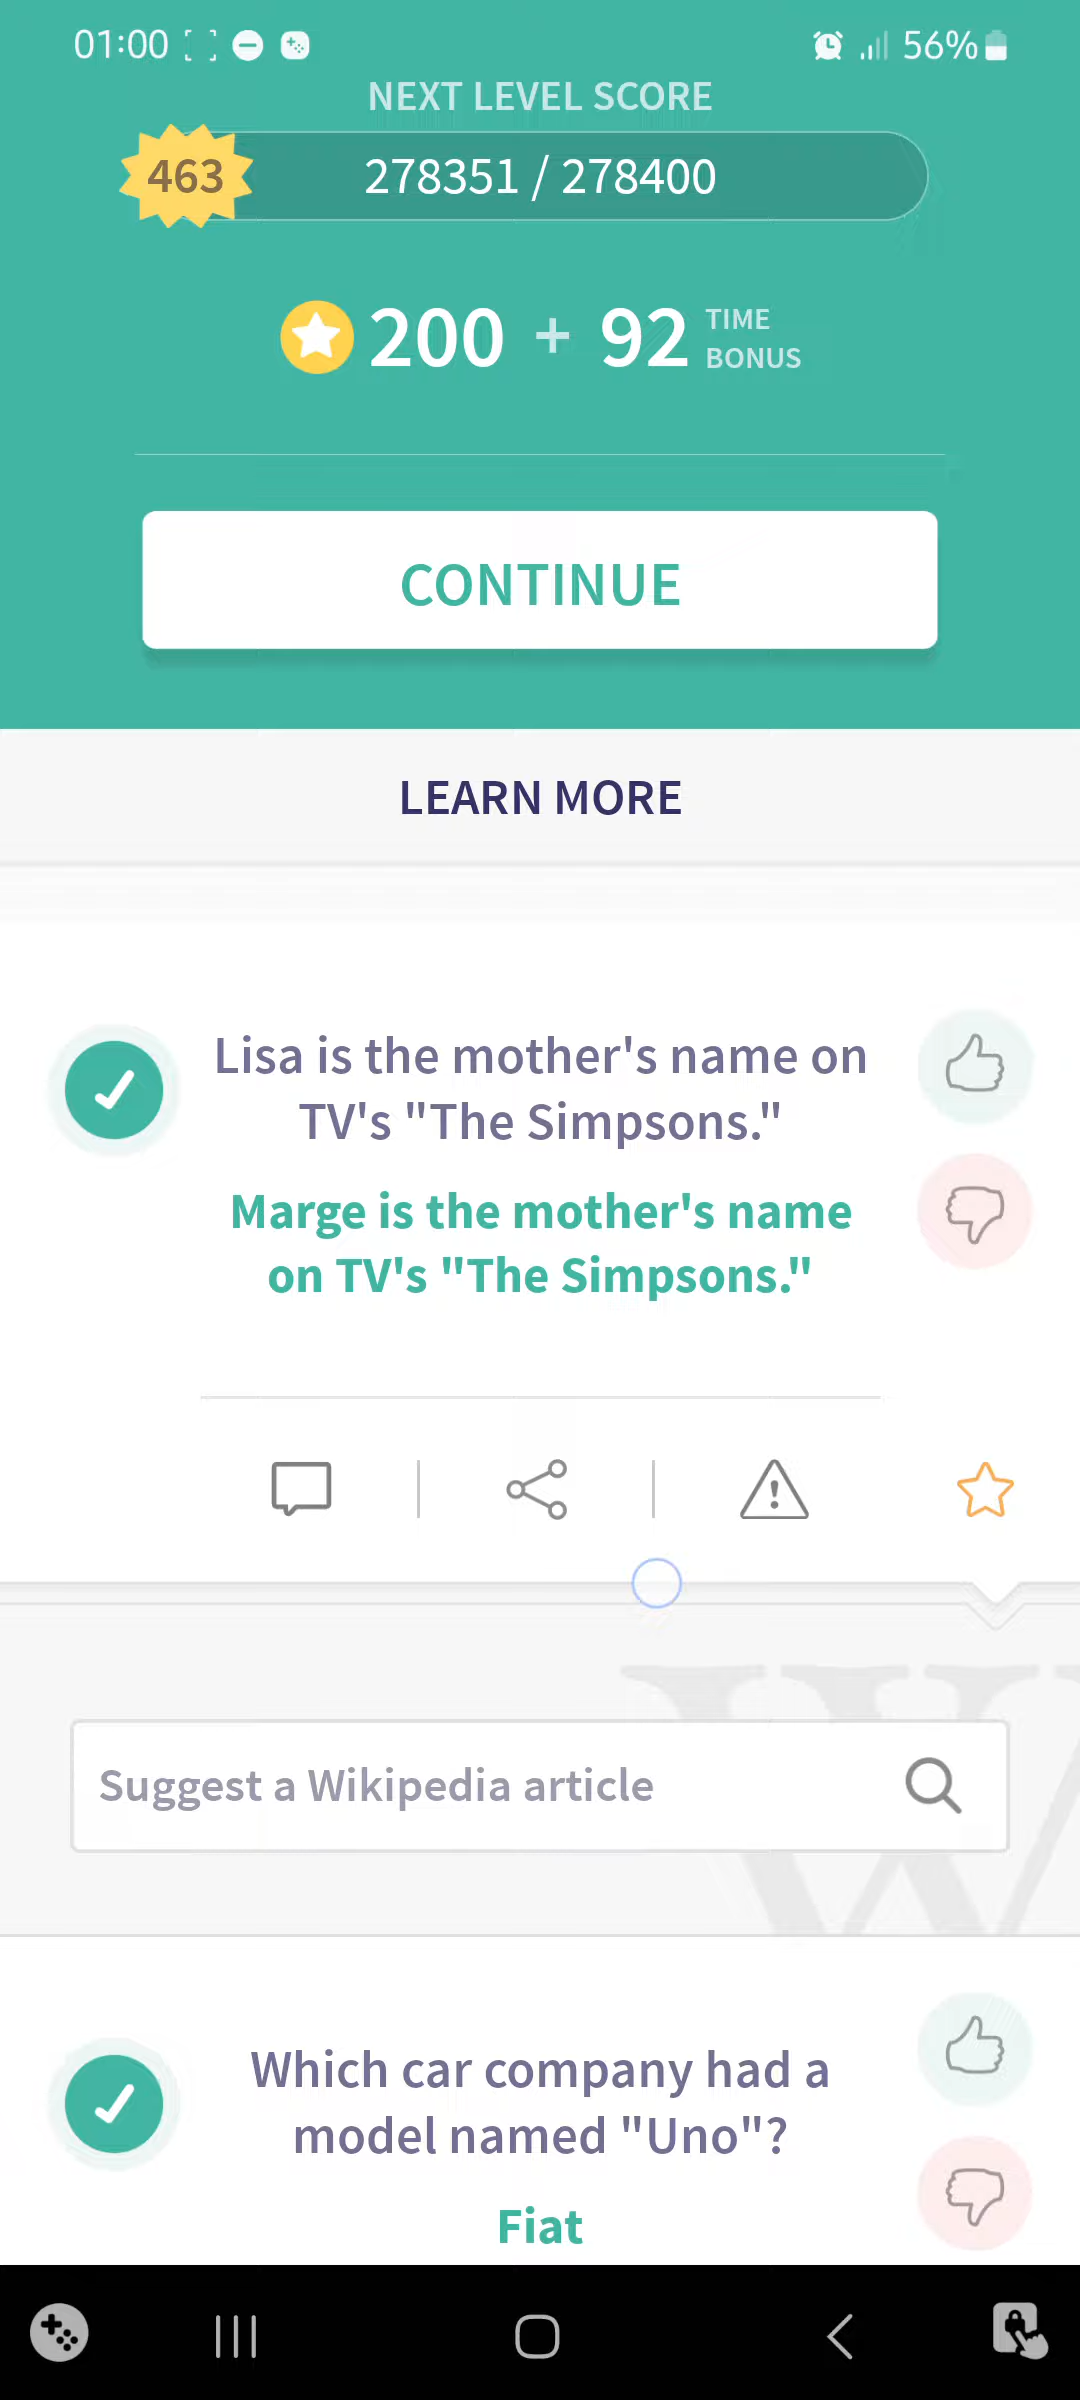 01:00
56%
NEXT LEVEL SCORE
463
278351 / 278400
200 + 92 TIME BONUS
CONTINUE
LEARN MORE
Lisa is the mother's name on
TV's "The Simpsons."
Marge is the mother's name
on TV's "The Simpsons."
Suggest a Wikipedia article
W
Which car company had a
model named "Uno"?
Fiat